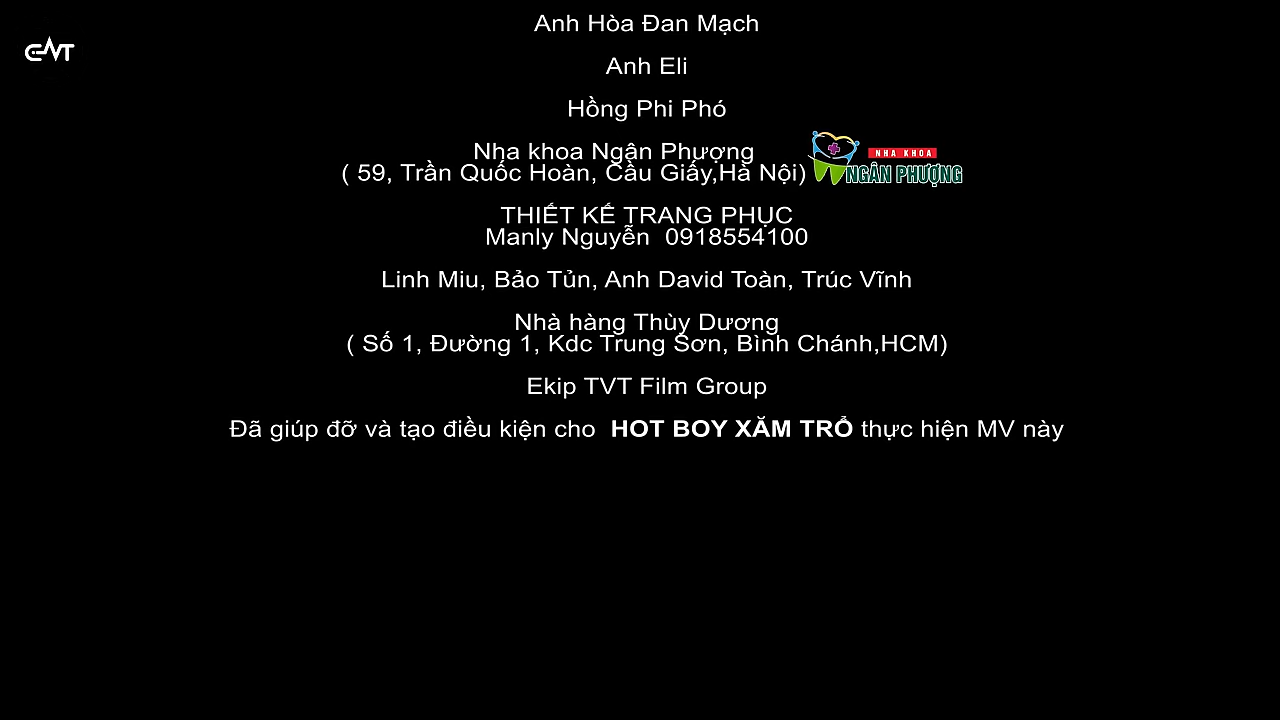 Anh Hòa Đan Mạch
Anh Eli
Hồng Phi Phó
Nha khoa Ngân Phượng
( 59, Trần Quốc Hoàn, Cầu Giấy,Hà Nội)
NHA KHOA
NGÂN PHƯỢNG
THIẾT KẾ TRANG PHỤC
Manly Nguyễn 0918554100
Linh Miu, Bảo Tủn, Anh David Toàn, Trúc Vĩnh
Nhà hàng Thùy Dương
( Số 1, Đường 1, Kdc Trung Sơn, Bình Chánh,HCM)
Ekip TVT Film Group
Đã giúp đỡ và tạo điều kiện cho HOT BOY XĂM TRỔ thực hiện MV này